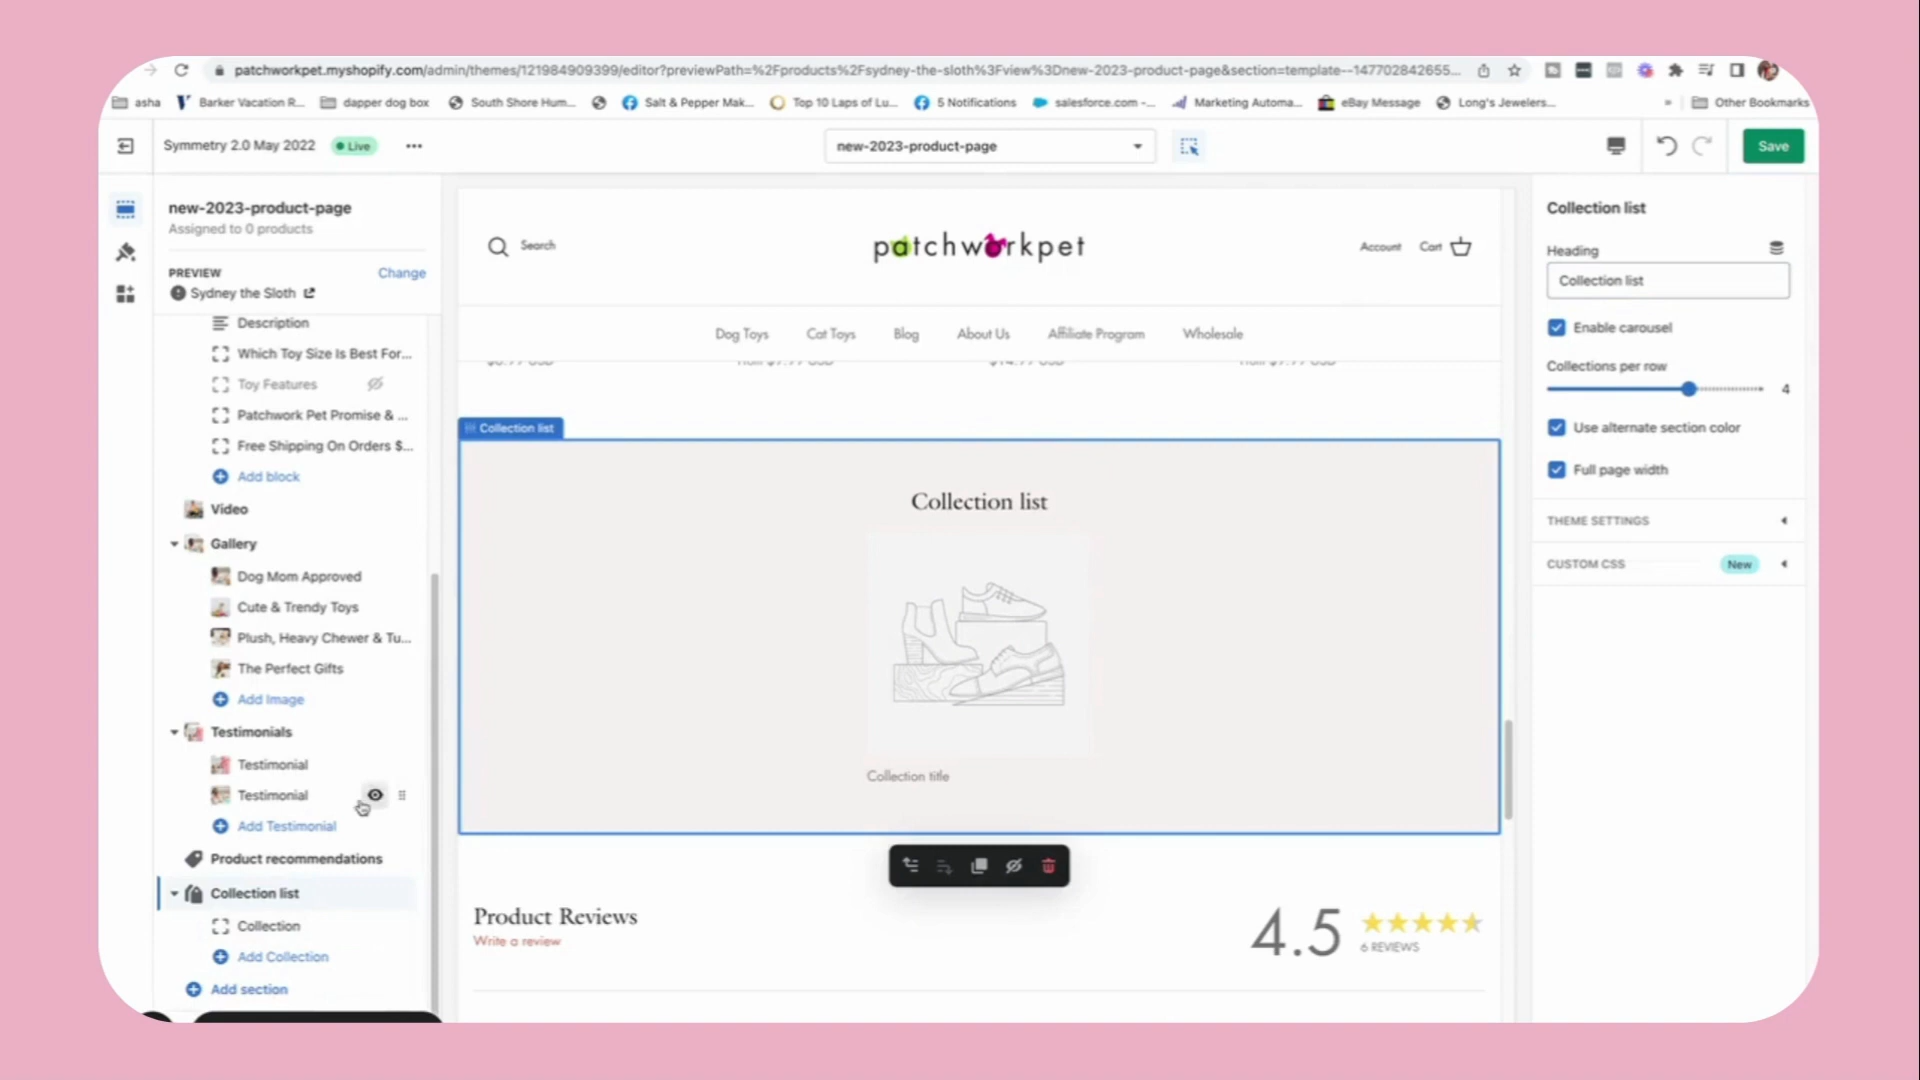 patchworkpet.myshopify.com/admin/themes/121984909399/editor?previewPath=%2Fproducts%2Fsydney-the-sloth%3Fview%3Dnew-2023-product-page&section=template--147702842655...
asha
Barker Vacation R...
dapper dog box
South Shore Hum...
Salt & Pepper Mak...
Top 10 Laps of Lu...
5 Notifications
salesforce.com -...
Marketing Automa...
eBay Message
Long's Jewelers...
»
Other Bookmarks
Symmetry 2.0 May 2022
Live
new-2023-product-page
Save
new-2023-product-page
Assigned to 0 products
PREVIEW
Change
Sydney the Sloth
Description
Which Toy Size Is Best For...
Toy Features
Patchwork Pet Promise & ...
Free Shipping On Orders $...
Add block
Video
Gallery
Dog Mom Approved
Cute & Trendy Toys
Plush, Heavy Chewer & Tu...
The Perfect Gifts
Add Image
Testimonials
Testimonial
Testimonial
Add Testimonial
Product recommendations
Collection list
Collection
Add Collection
Add section
Search
patchworkpet
Account
Cart
Dog Toys
Cat Toys
Blog
About Us
Affiliate Program
Wholesale
Collection list
Collection list
Collection title
Product Reviews
Write a review
4.5
6 REVIEWS
Collection list
Heading
Collection list
Enable carousel
Collections per row
4
Use alternate section color
Full page width
THEME SETTINGS
CUSTOM CSS
New